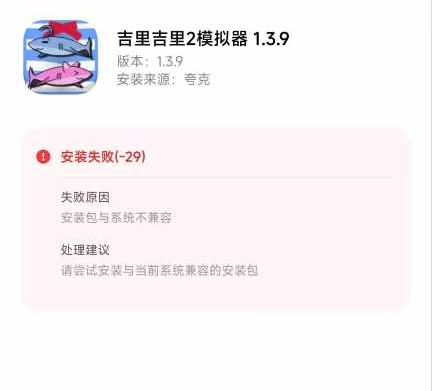 吉里吉里2模拟器 1.3.9
版本：1.3.9
安装来源：夸克
安装失败(-29)
失败原因
安装包与系统不兼容
处理建议
请尝试安装与当前系统兼容的安装包